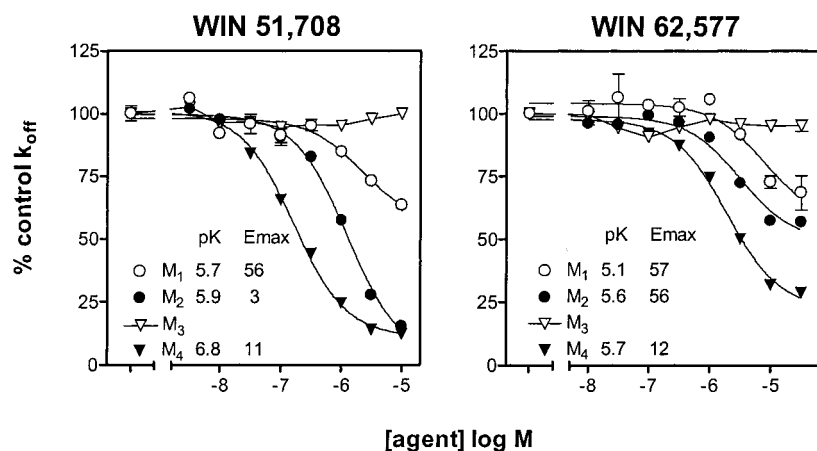 WIN 51,708
WIN 62,577
% control k_off
125
100
75
50
25
0
pK Emax
M₁ 5.7 56
M₂ 5.9 3
M₃
M₄ 6.8 11
-8 -7 -6 -5
125
100
75
50
25
0
pK Emax
M₁ 5.1 57
M₂ 5.6 56
M₃
M₄ 5.7 12
-8 -7 -6 -5
[agent] log M